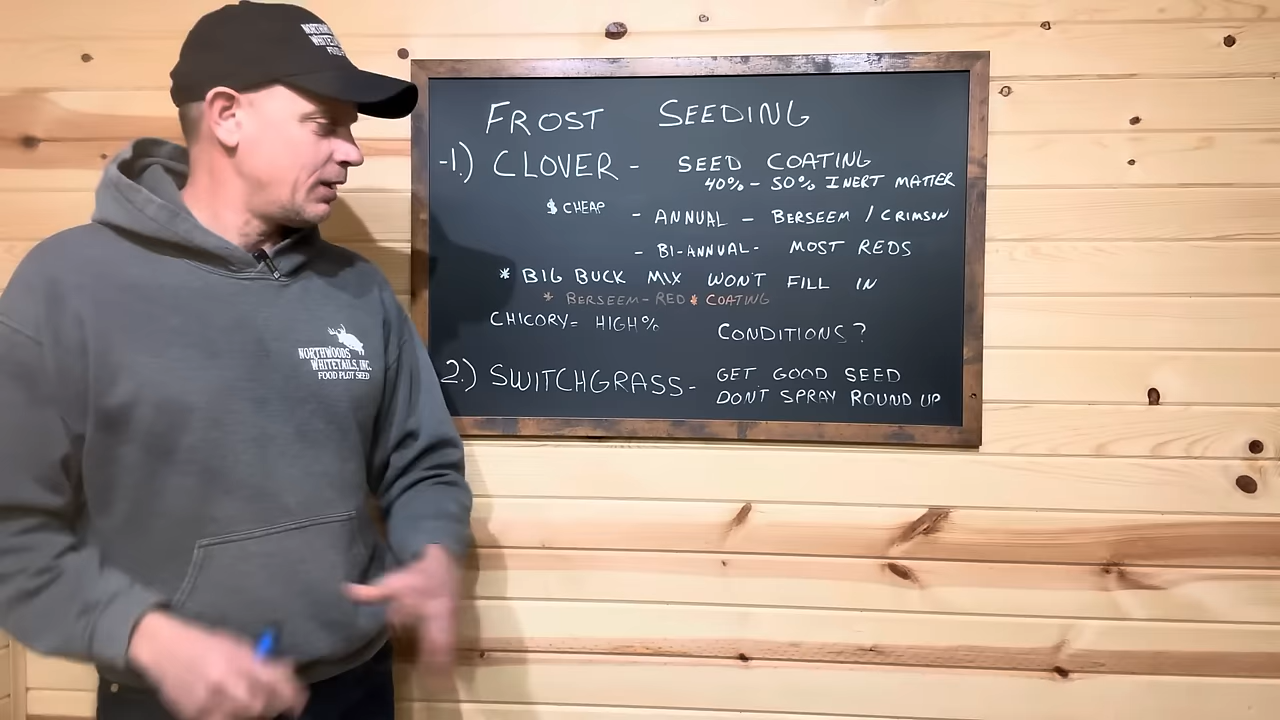 NORTHWOODS
WHITETAILS
FROST SEEDING
-1.) CLOVER - SEED COATING
40% - 50% INERT MATTER
$ CHEAP - ANNUAL - BERSEEM / CRIMSON
- BI-ANNUAL - MOST REDS
* BIG BUCK MIX WON'T FILL IN
* BERSEEM - RED * COATING
CHICORY = HIGH% CONDITIONS?
2.) SWITCHGRASS - GET GOOD SEED
DON'T SPRAY ROUND UP
NORTHWOODS
WHITETAILS, INC.
FOOD PLOT SEED